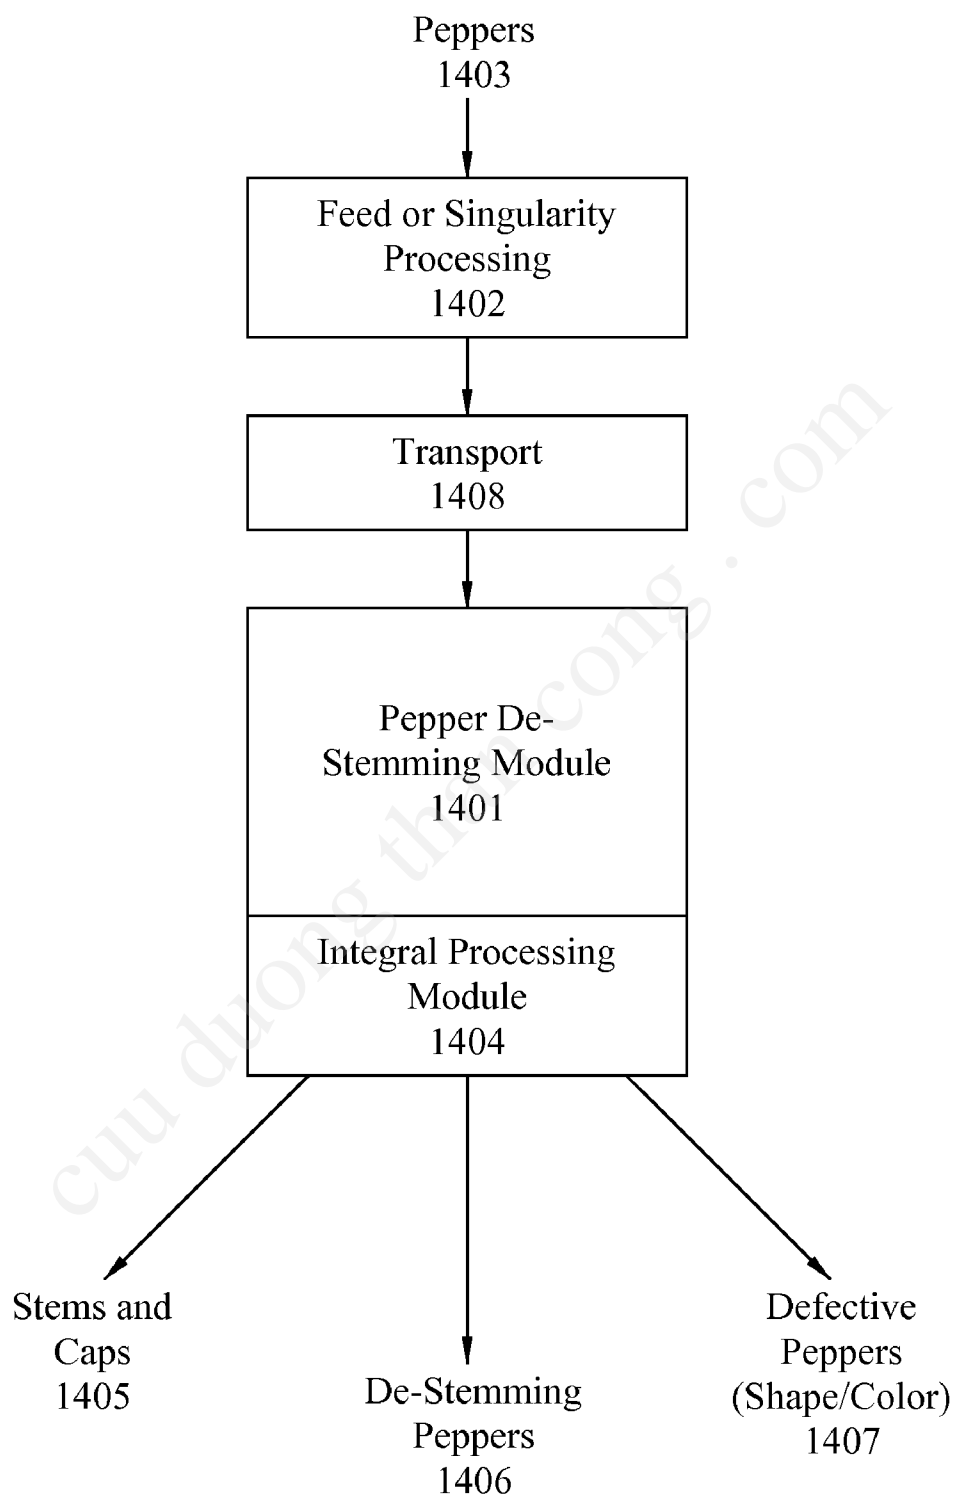 Peppers
1403
Feed or Singularity
Processing
1402
Transport
1408
Pepper De-
Stemming Module
1401
Integral Processing
Module
1404
Stems and
Caps
1405
De-Stemming
Peppers
1406
Defective
Peppers
(Shape/Color)
1407
cuu duong than cong . com